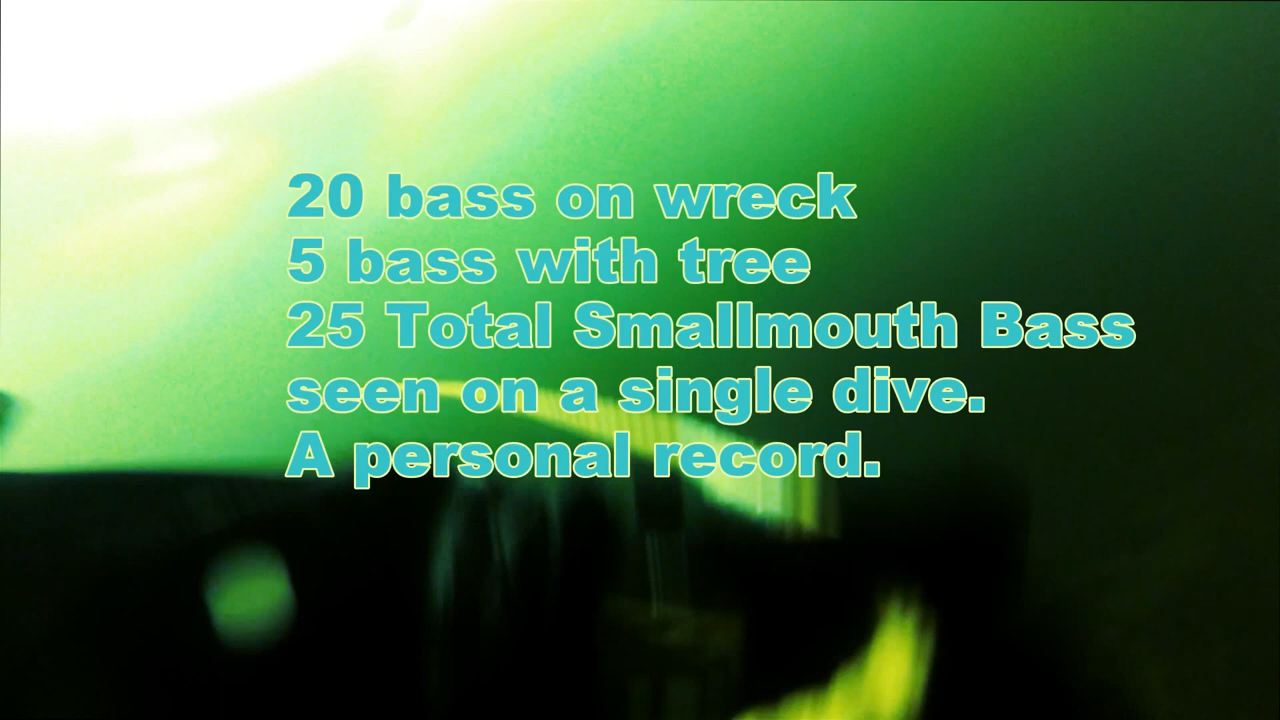 20 bass on wreck
5 bass with tree
25 Total Smallmouth Bass
seen on a single dive.
A personal record.